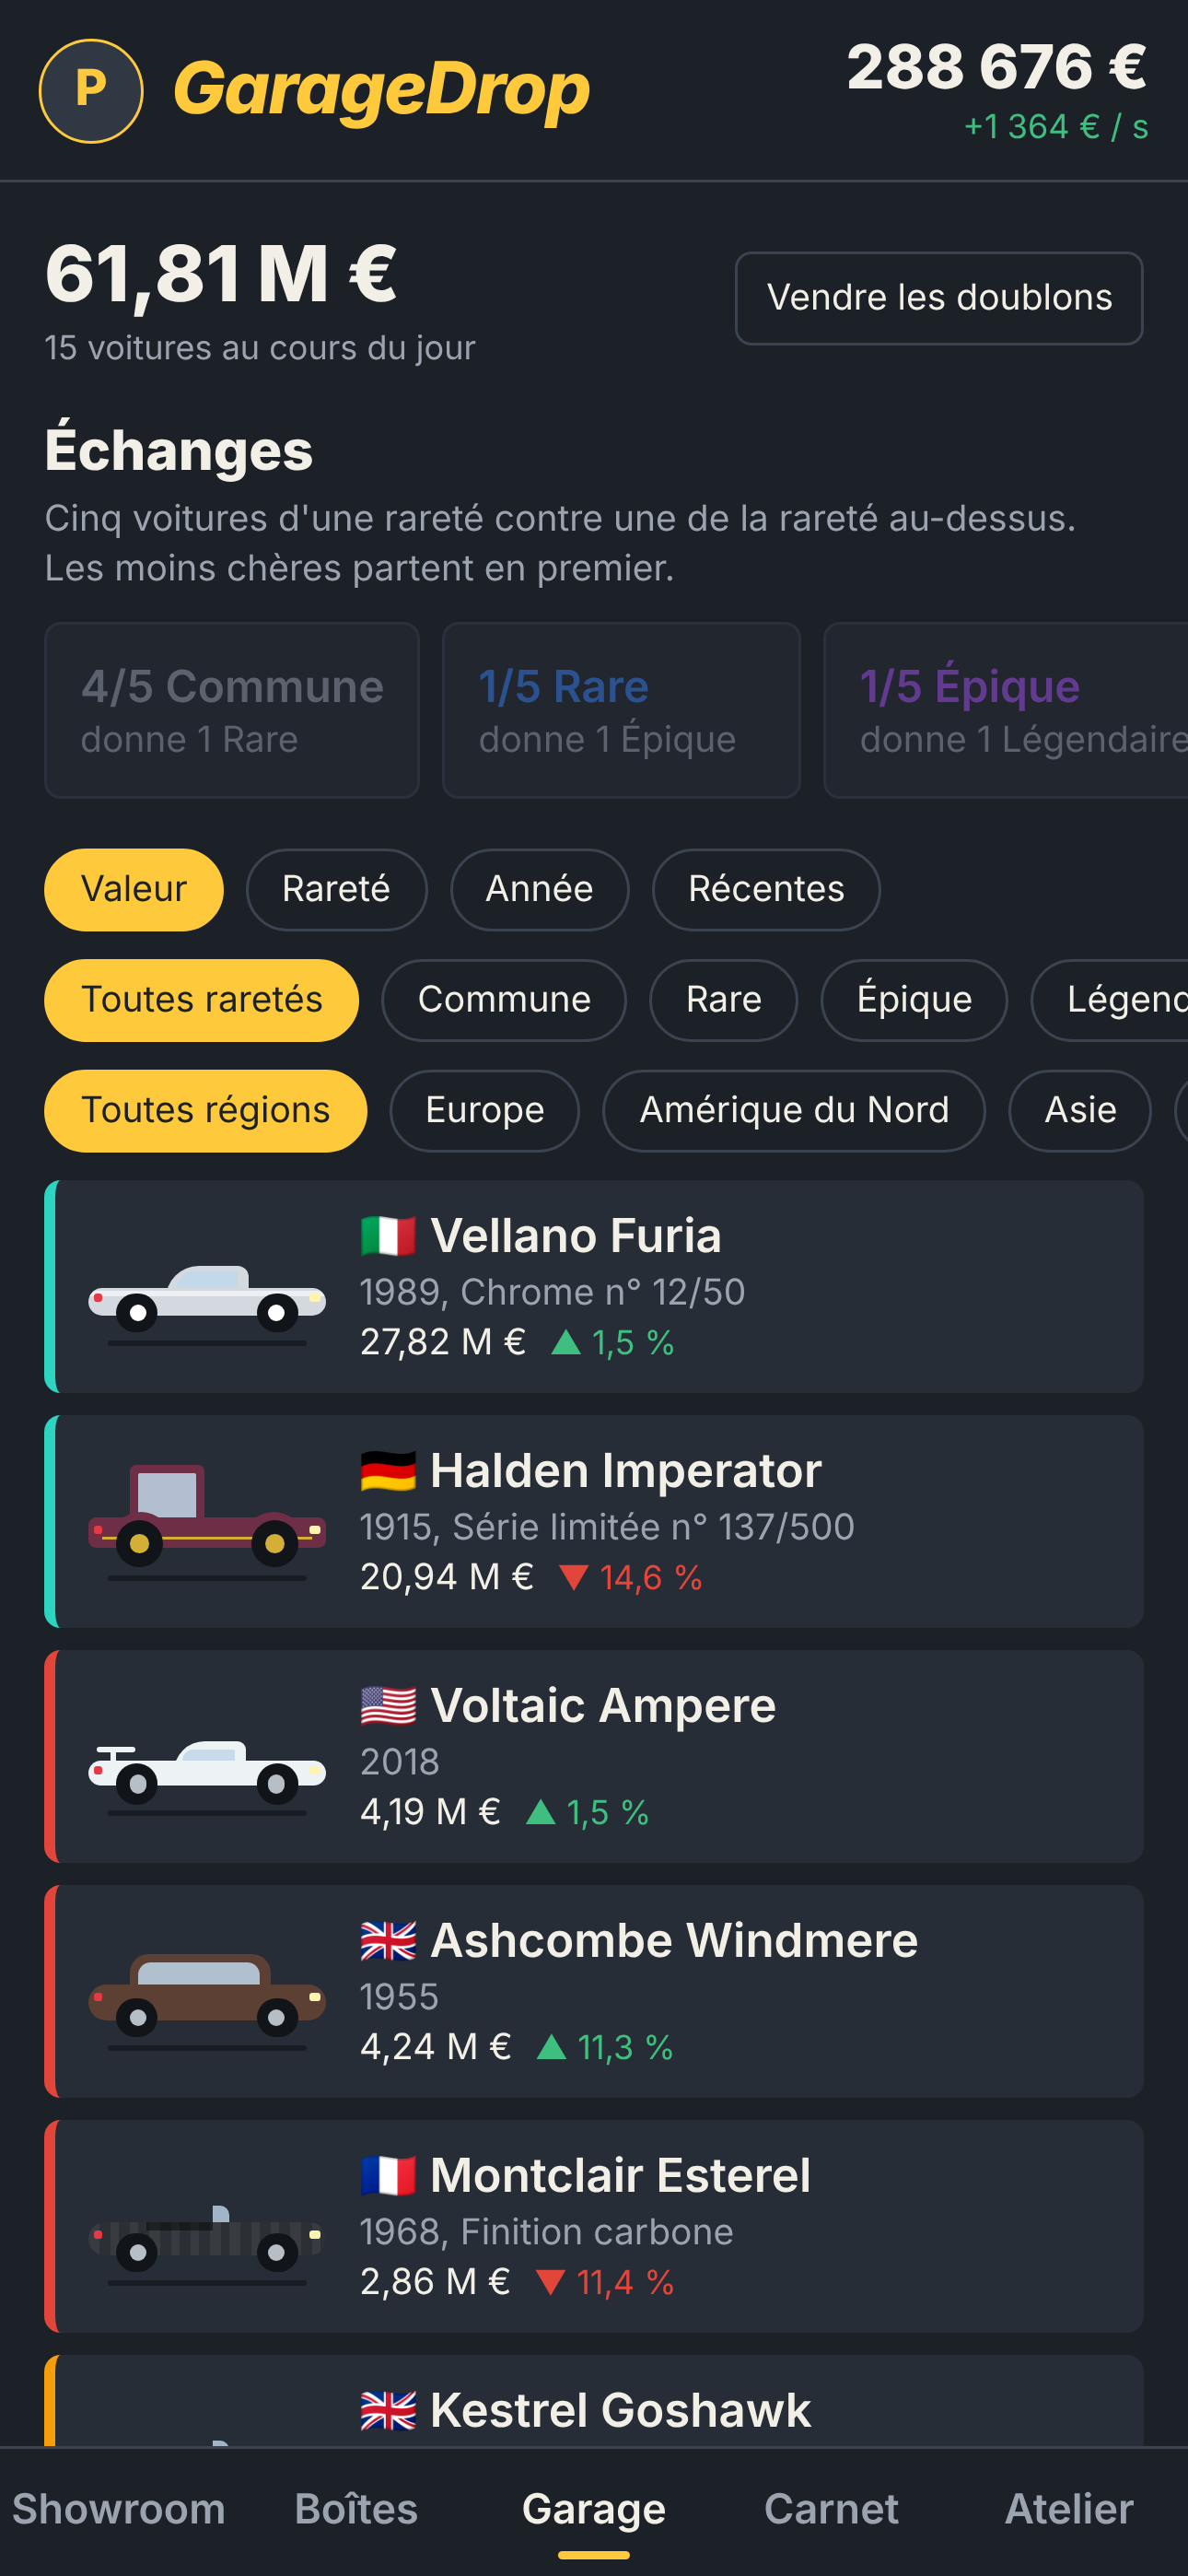 P
GarageDrop
288 676 €
+1 364 € / s
61,81 M €
15 voitures au cours du jour
Vendre les doublons
Échanges
Cinq voitures d'une rareté contre une de la rareté au-dessus.
Les moins chères partent en premier.
4/5 Commune
donne 1 Rare
1/5 Rare
donne 1 Épique
1/5 Épique
donne 1 Légendaire
Valeur Rareté Année Récentes
Toutes raretés Commune Rare Épique Légend
Toutes régions Europe Amérique du Nord Asie
Vellano Furia
1989, Chrome n° 12/50
27,82 M € ▲ 1,5 %
Halden Imperator
1915, Série limitée n° 137/500
20,94 M € ▼ 14,6 %
Voltaic Ampere
2018
4,19 M € ▲ 1,5 %
Ashcombe Windmere
1955
4,24 M € ▲ 11,3 %
Montclair Esterel
1968, Finition carbone
2,86 M € ▼ 11,4 %
Kestrel Goshawk
Showroom Boîtes Garage Carnet Atelier